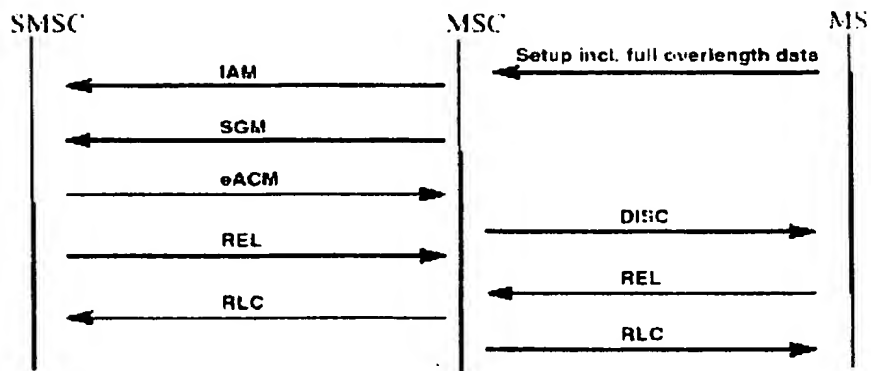 SMSC MSC MS
Setup incl. full overlength data
IAM
SGM
eACM
DISC
REL
REL
RLC
RLC